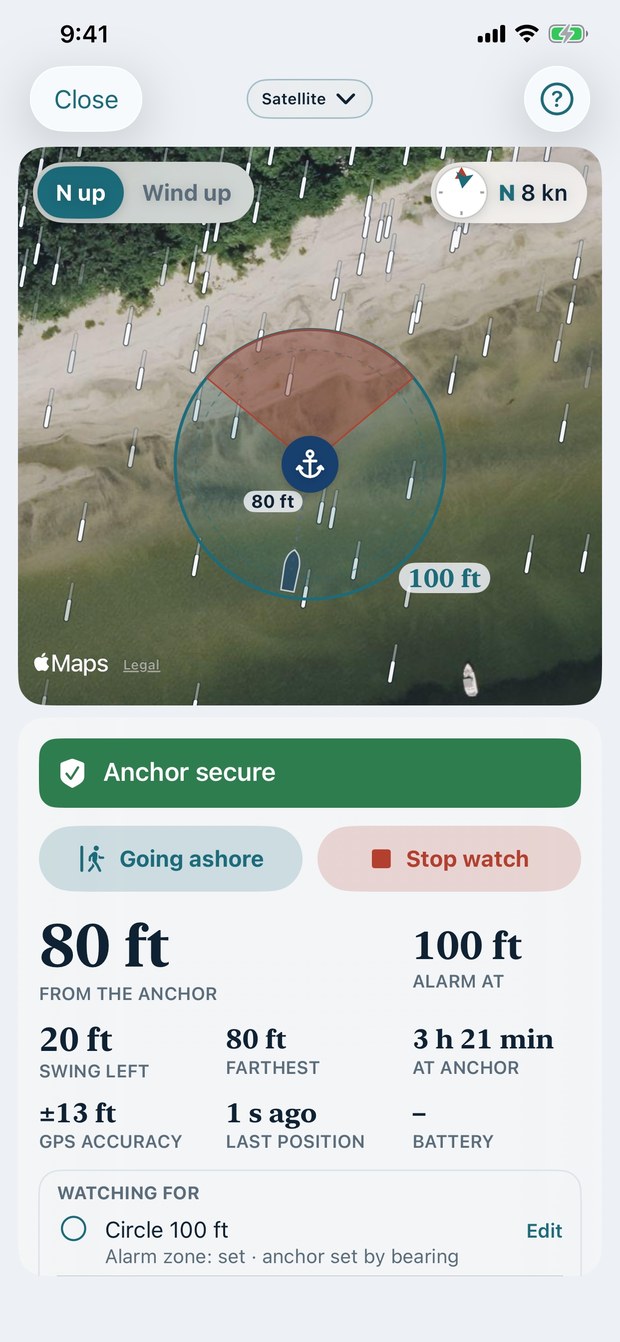 9:41
Close
Satellite
?
N up
Wind up
N 8 kn
80 ft
100 ft
Maps
Legal
Anchor secure
Going ashore
Stop watch
80 ft
FROM THE ANCHOR
100 ft
ALARM AT
20 ft
SWING LEFT
80 ft
FARTHEST
3 h 21 min
AT ANCHOR
±13 ft
GPS ACCURACY
1 s ago
LAST POSITION
–
BATTERY
WATCHING FOR
Circle 100 ft
Edit
Alarm zone: set · anchor set by bearing